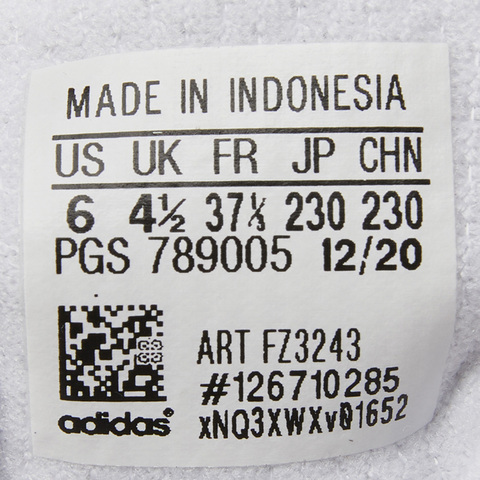 MADE IN INDONESIA
US UK FR JP CHN
6 4½ 37⅓ 230 230
PGS 789005 12/20
ART FZ3243
#126710285
adidas®
xNQ3XWXvQ1652